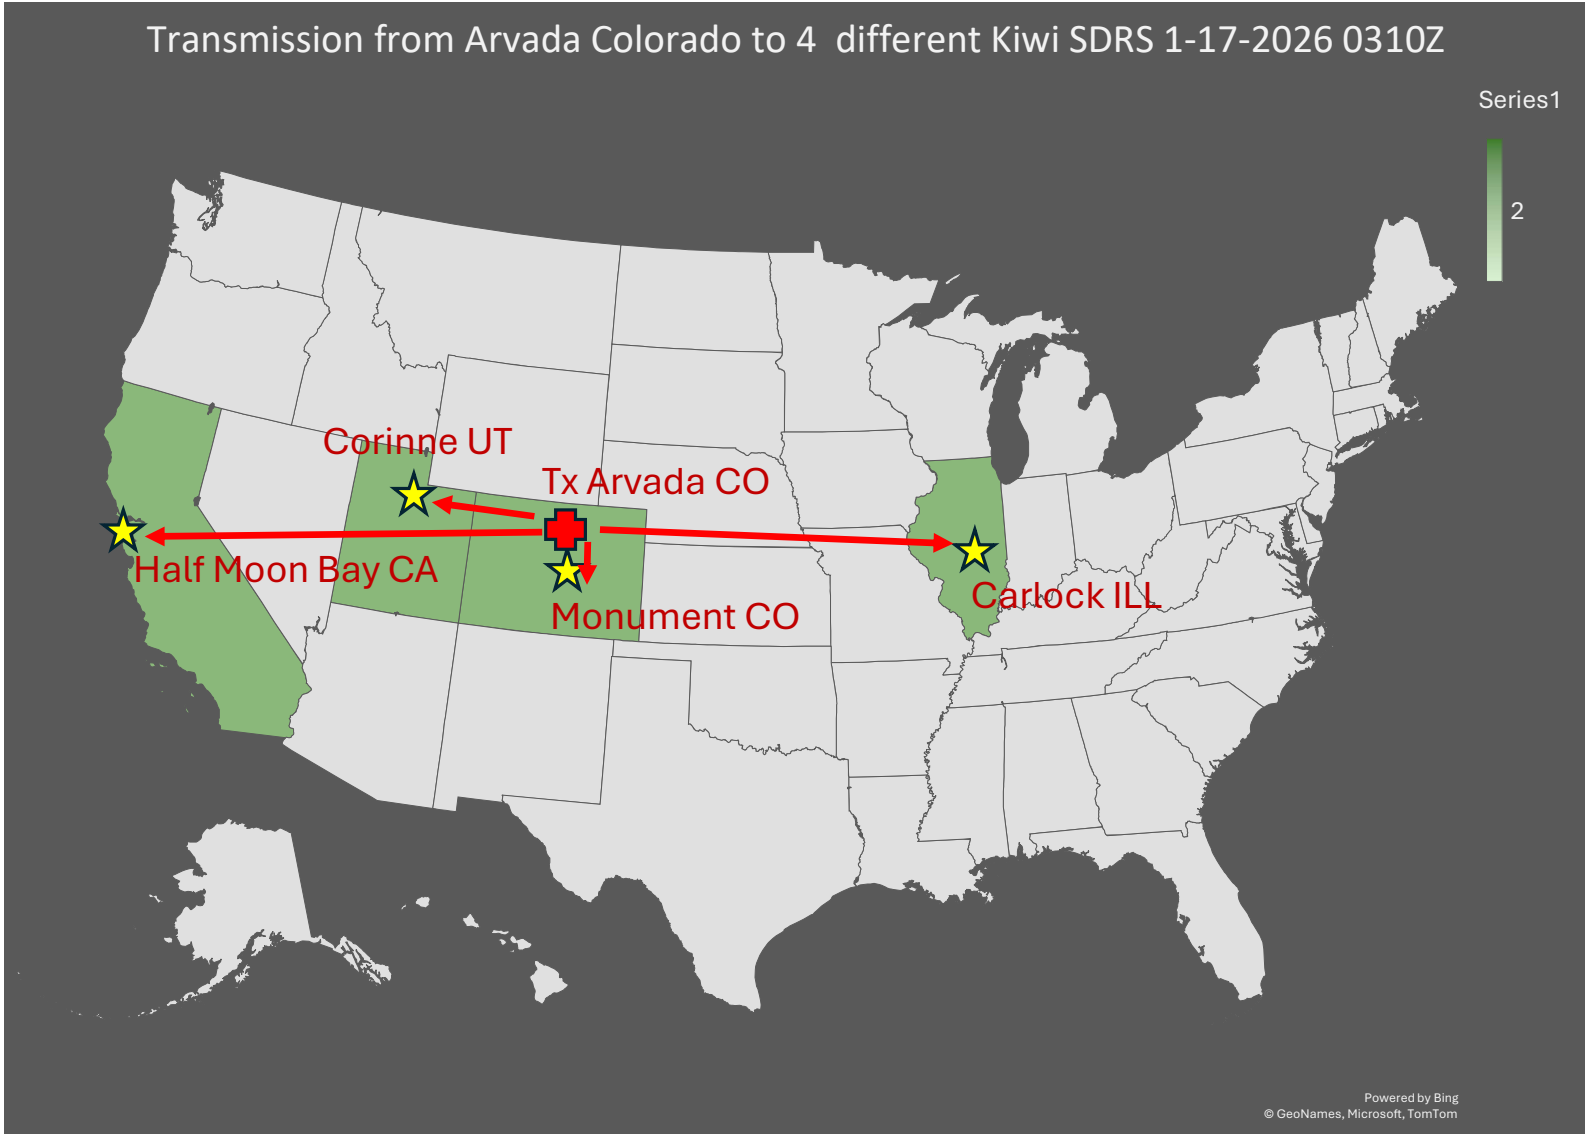 Transmission from Arvada Colorado to 4  different Kiwi SDRS 1-17-2026 0310Z
Series1
2
Corinne UT
Tx Arvada CO
Half Moon Bay CA
Carlock ILL
Monument CO
Powered by Bing
© GeoNames, Microsoft, TomTom